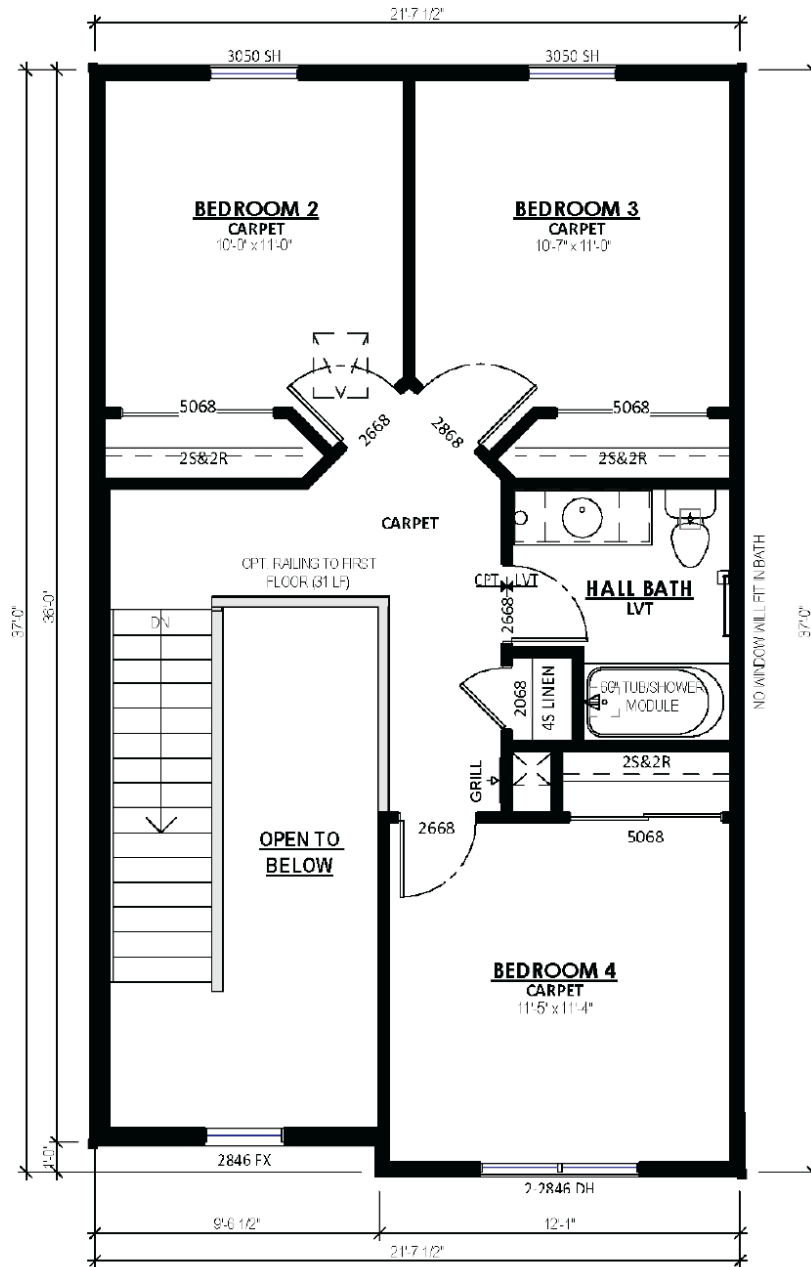 21'-7 1/2"
3050 SH
3050 SH
BEDROOM 2
CARPET
10'-0" x 11'-0"
BEDROOM 3
CARPET
10'-7" x 11'-0"
5068
2668
2868
5068
2S&2R
2S&2R
CARPET
OPT. RAILING TO FIRST
FLOOR (31 LF)
CPT
LVT
HALL BATH
LVT
2668
NO WINDOW WILL FIT IN BATH
37'-0"
36'-0"
37'-0"
DN
2068
4S LINEN
60" TUB/SHOWER
MODULE
GRILL
2S&2R
2668
5068
OPEN TO
BELOW
BEDROOM 4
CARPET
11'-5" x 11'-4"
1'-0"
2846 FX
2-2846 DH
9'-6 1/2"
12'-1"
21'-7 1/2"